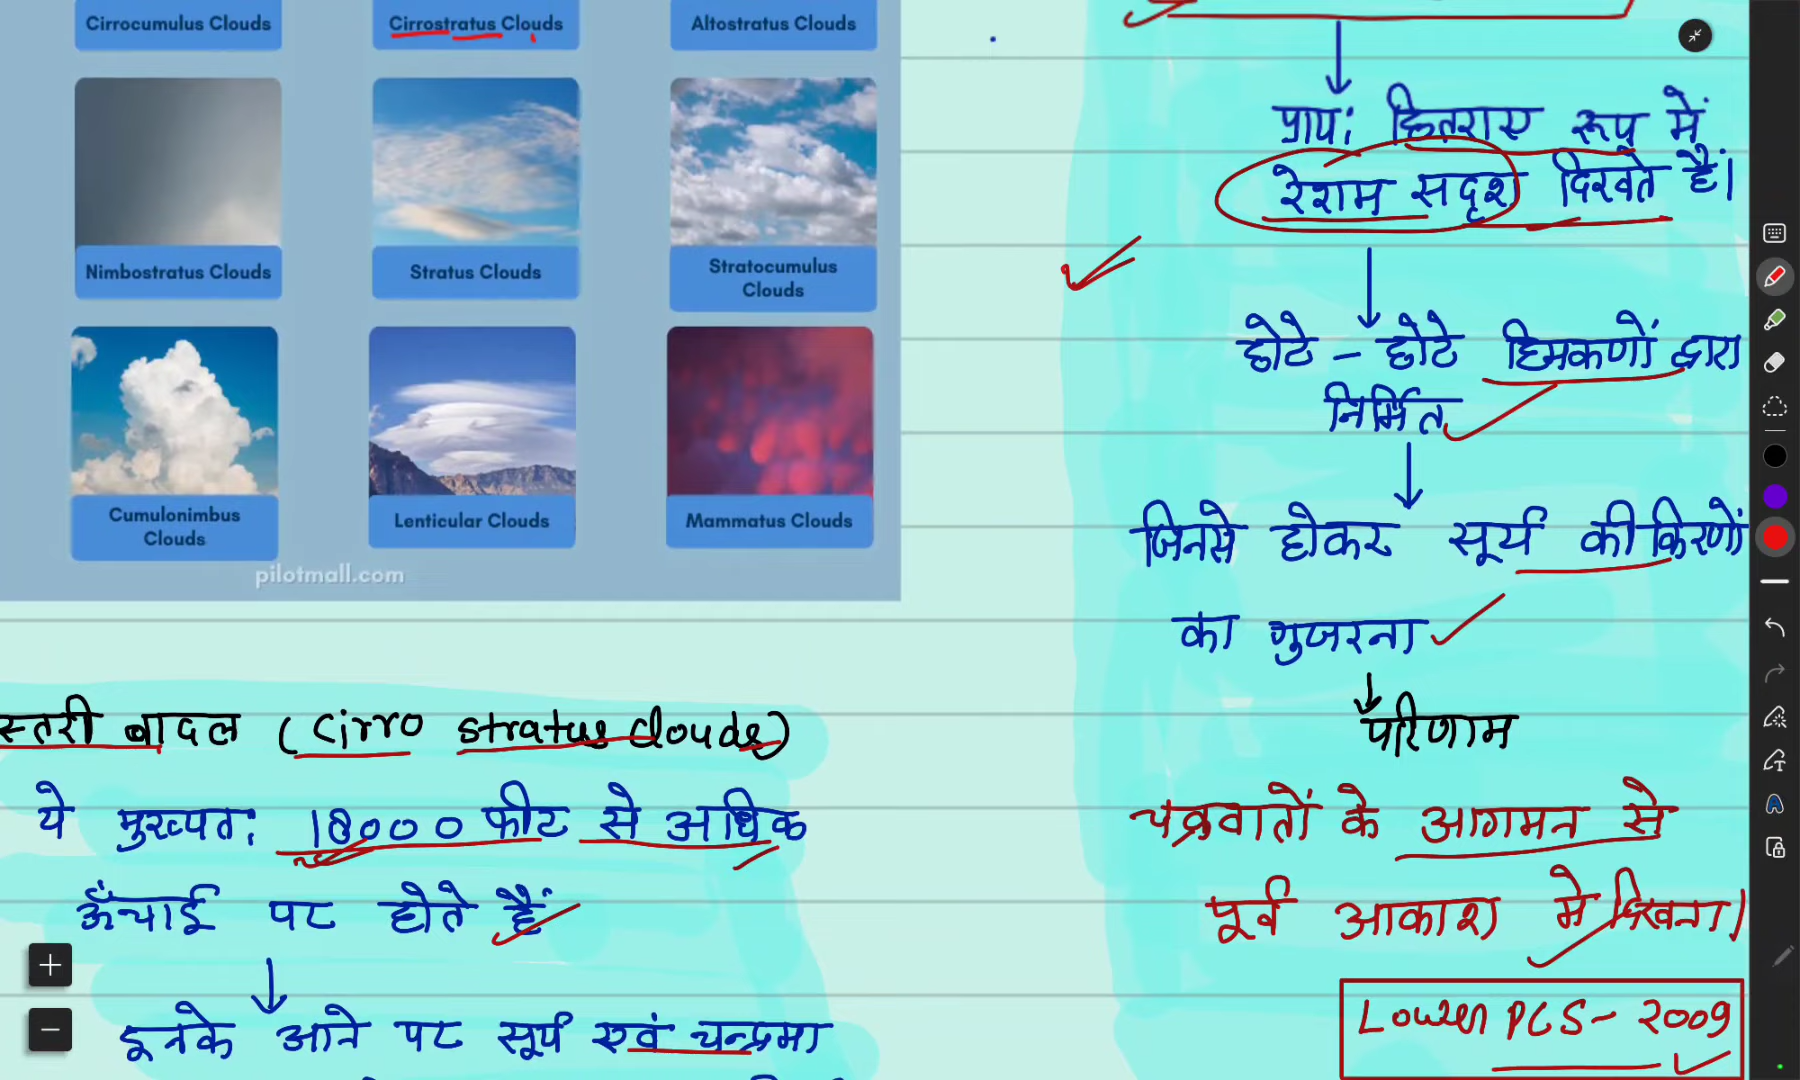 Cirrocumulus Clouds
Cirrostratus Clouds
Altostratus Clouds
Nimbostratus Clouds
Stratus Clouds
Stratocumulus
Clouds
Cumulonimbus
Clouds
Lenticular Clouds
Mammatus Clouds
pilotmall.com
स्तरी बादल (Cirro stratus clouds)
ये मुख्यतः 18000 फीट से अधिक
ऊँचाई पर होते हैं
इनके आने पर सूर्य एवं चन्द्रमा
प्रायः छितराए रूप में
रेशम सदृश दिखते हैं।
छोटे - छोटे हिमकणों द्वारा
निर्मित
जिनसे होकर सूर्य की किरणों
का गुजरना
परिणाम
चक्रवातों के आगमन से
पूर्व आकाश में दिखना।
Lower PCS - 2009